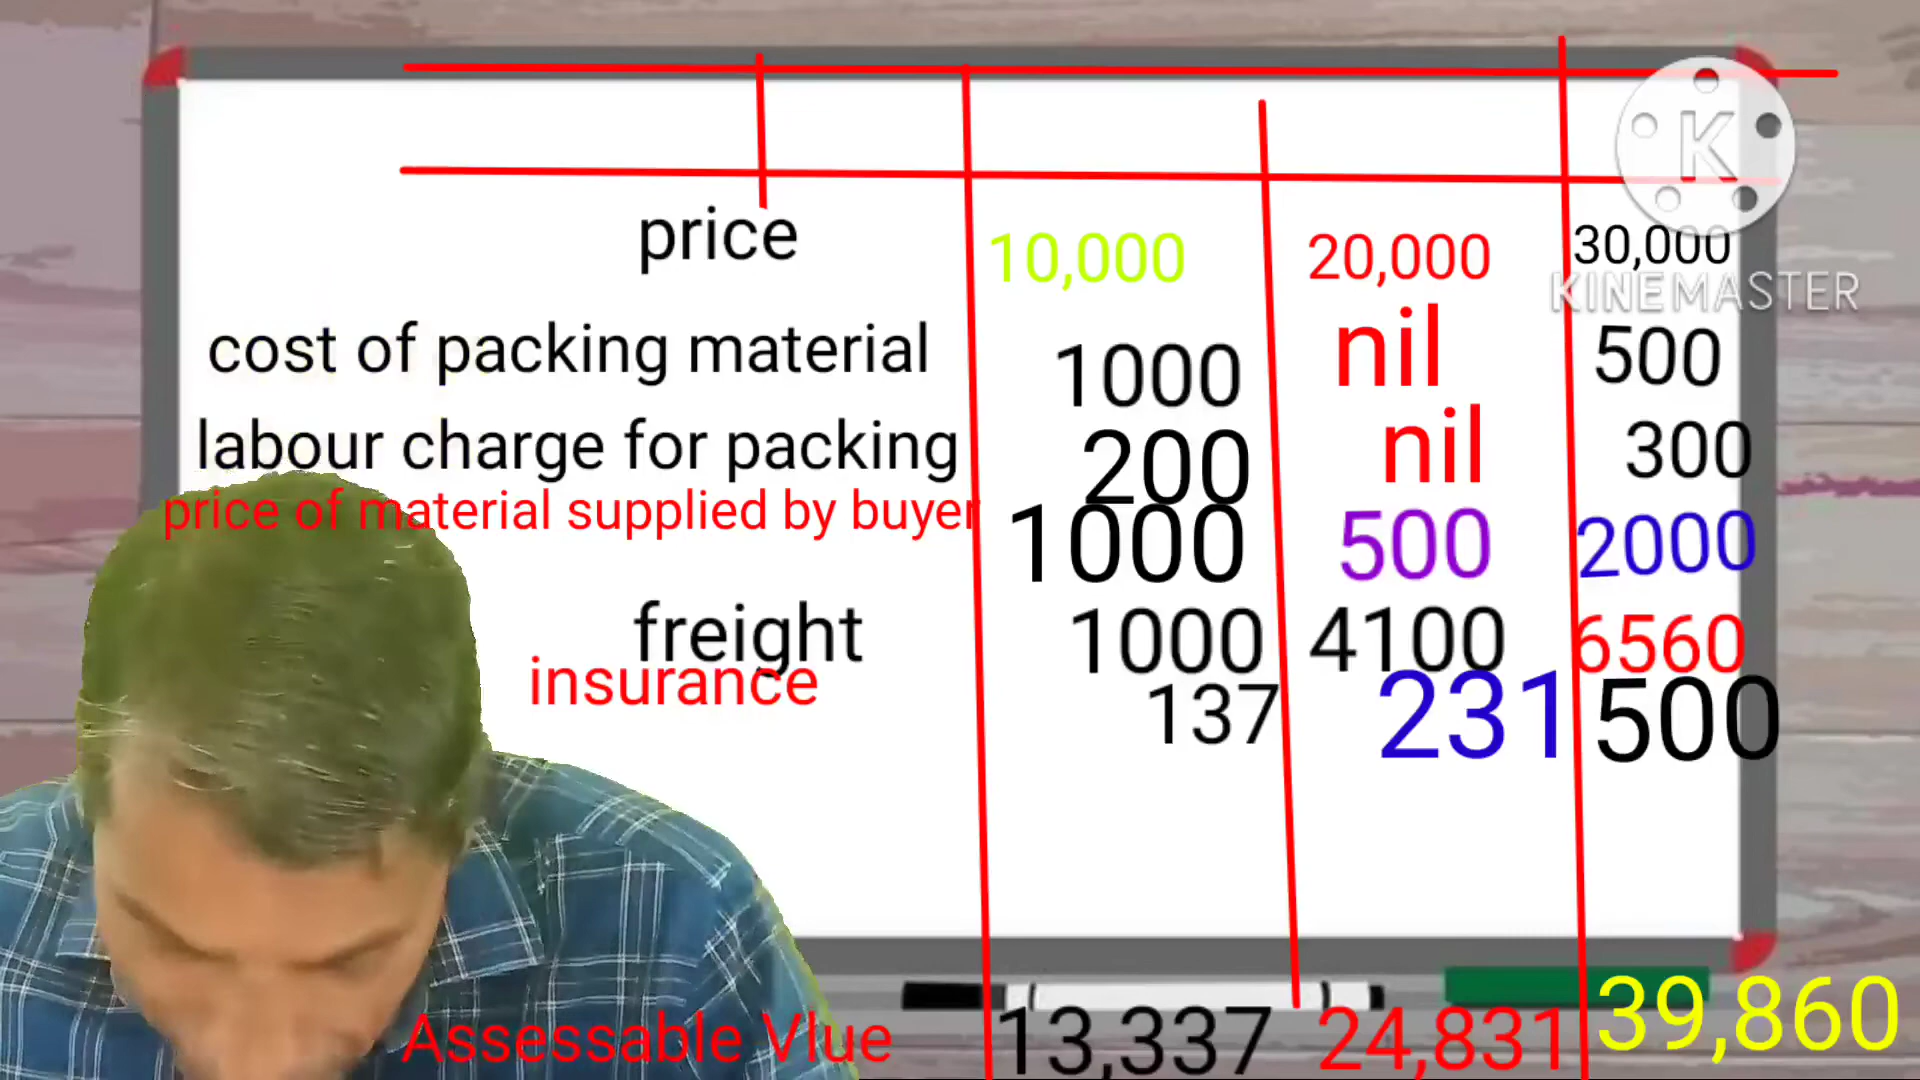 price 10,000 20,000 30,000
K
KINEMASTER
cost of packing material 1000 nil 500
labour charge for packing 200 nil 300
price of material supplied by buyer 1000 500 2000
freight 1000 4100 6560
insurance 137 231 500
Assessable Vlue 13,337 24,831 39,860